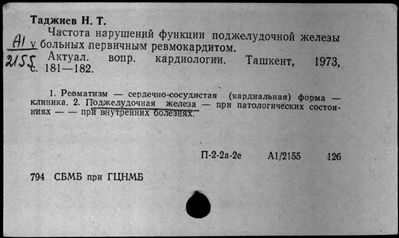 Таджиев Н. Т.
Частота нарушений функции поджелудочной железы
А1 у больных первичным ревмокардитом.
2155 Актуал. вопр. кардиологии. Ташкент, 1973,
с. 181—182.
1. Ревматизм — сердечно-сосудистая (кардиальная) форма —
клиника. 2. Поджелудочная железа — при патологических состоя-
ниях — — при внутренних болезнях.
П-2-2а-2е А1/2155 126
794 СБМБ при ГЦНМБ